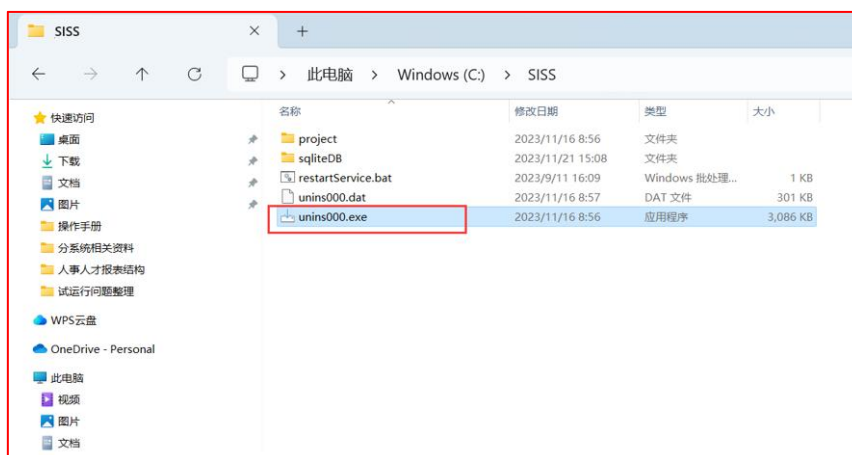 SISS
此电脑 > Windows (C:) > SISS
快速访问
桌面
下载
文档
图片
操作手册
分系统相关资料
人事人才报表结构
试运行问题整理
WPS云盘
OneDrive - Personal
此电脑
视频
图片
文档
名称 修改日期 类型 大小
project 2023/11/16 8:56 文件夹
sqliteDB 2023/11/21 15:08 文件夹
restartService.bat 2023/9/11 16:09 Windows 批处理... 1 KB
unins000.dat 2023/11/16 8:57 DAT 文件 301 KB
unins000.exe 2023/11/16 8:56 应用程序 3,086 KB